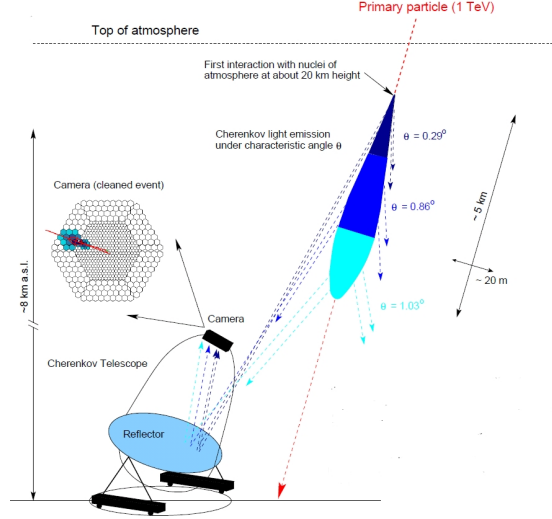 Primary particle (1 TeV)
Top of atmosphere
First interaction with nuclei of
atmosphere at about 20 km height
Cherenkov light emission
under characteristic angle θ
θ = 0.29°
Camera (cleaned event)
θ = 0.86°
~ 5 km
~ 20 m
~8 km a.s.l.
θ = 1.03°
Camera
Cherenkov Telescope
Reflector